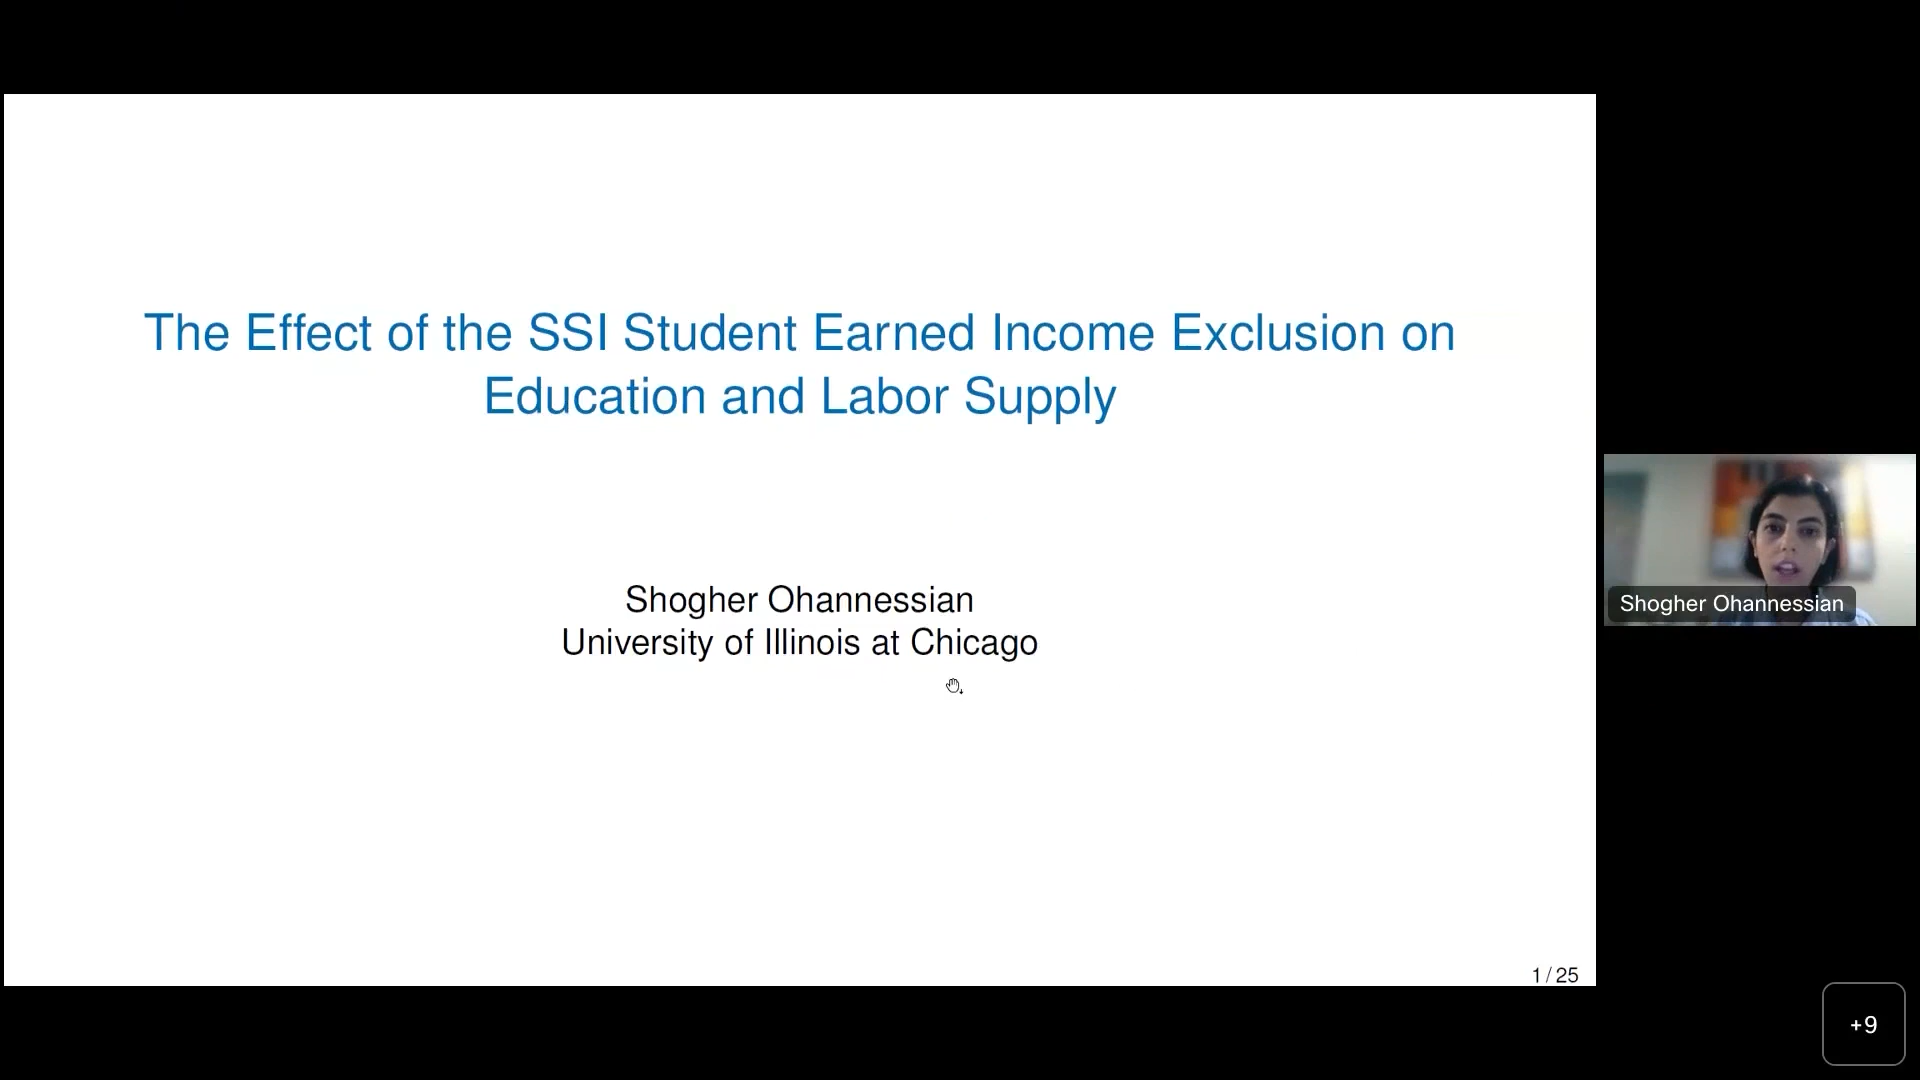 The Effect of the SSI Student Earned Income Exclusion on
Education and Labor Supply
Shogher Ohannessian
University of Illinois at Chicago
1 / 25
Shogher Ohannessian
+9